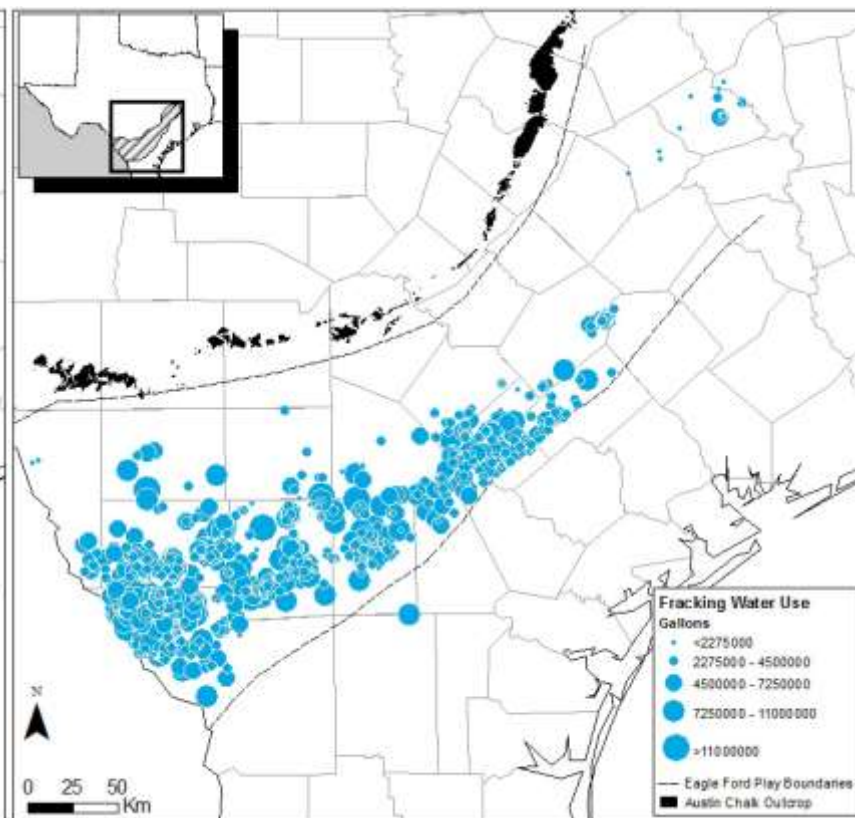 N
0 25 50
Km
Fracking Water Use
Gallons
<2275000
2275000 - 4500000
4500000 - 7250000
7250000 - 11000000
>11000000
Eagle Ford Play Boundaries
Austin Chalk Outcrop